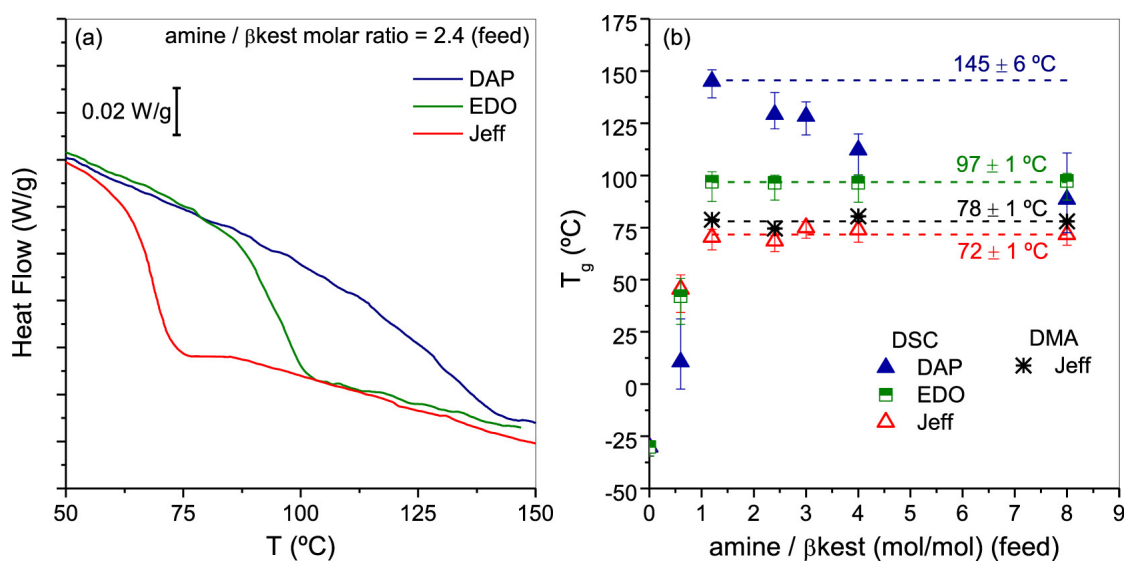 (a)
amine / βkest molar ratio = 2.4 (feed)
DAP
EDO
Jeff
0.02 W/g
Heat Flow (W/g)
50 75 100 125 150
T (ºC)
(b)
175
150
125
100
75
50
25
0
-25
-50
T_g (ºC)
145 ± 6 ºC
97 ± 1 ºC
78 ± 1 ºC
72 ± 1 ºC
DSC DMA
DAP Jeff
EDO
Jeff
0 1 2 3 4 5 6 7 8 9
amine / βkest (mol/mol) (feed)